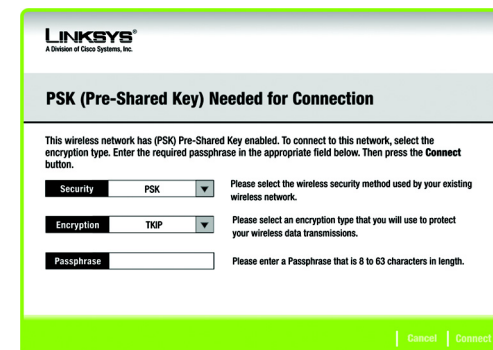 LINKSYS®
A Division of Cisco Systems, Inc.
PSK (Pre-Shared Key) Needed for Connection
This wireless network has (PSK) Pre-Shared Key enabled. To connect to this network, select the
encryption type. Enter the required passphrase in the appropriate field below. Then press the Connect
button.
Security PSK Please select the wireless security method used by your existing
wireless network.
Encryption TKIP Please select an encryption type that you will use to protect
your wireless data transmissions.
Passphrase Please enter a Passphrase that is 8 to 63 characters in length.
Cancel Connect